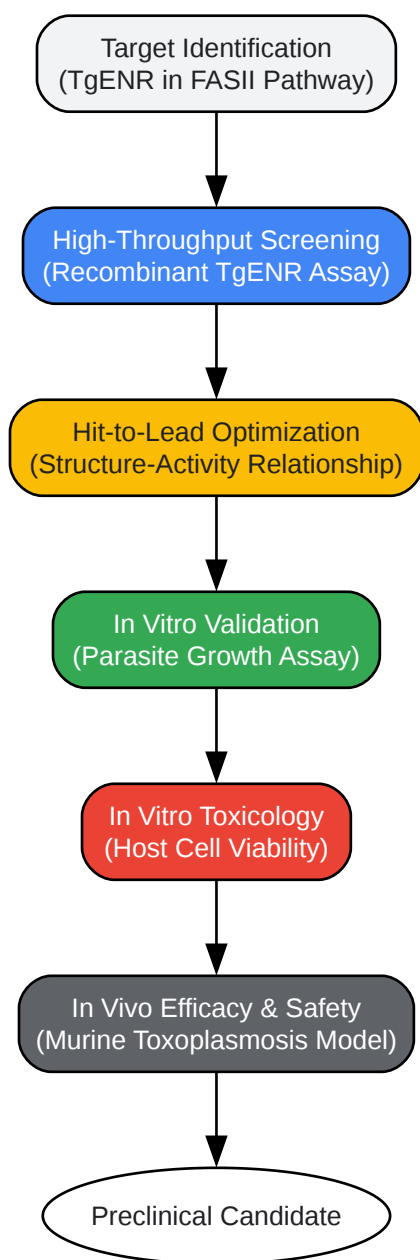 Target Identification
(TgENR in FASII Pathway)
High-Throughput Screening
(Recombinant TgENR Assay)
Hit-to-Lead Optimization
(Structure-Activity Relationship)
In Vitro Validation
(Parasite Growth Assay)
In Vitro Toxicology
(Host Cell Viability)
In Vivo Efficacy & Safety
(Murine Toxoplasmosis Model)
Preclinical Candidate